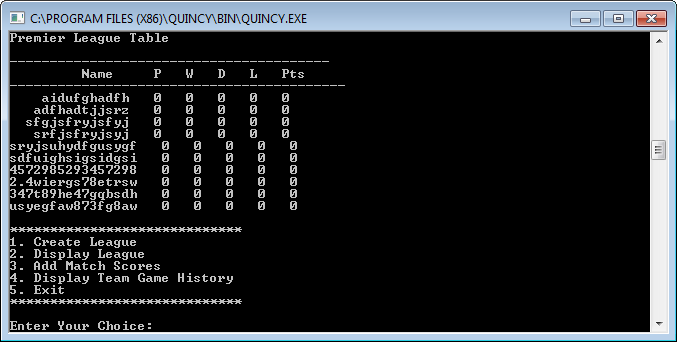 C:\PROGRAM FILES (X86)\QUINCY\BIN\QUINCY.EXE
Premier League Table
________________________________________
Name P W D L Pts
------------------------------------------
aidufghadfh 0 0 0 0 0
adfhadtjjsrz 0 0 0 0 0
sfgjsfryjsfyj 0 0 0 0 0
srfjsfryjsyj 0 0 0 0 0
sryjsuhydfgusygf 0 0 0 0 0
sdfuighsigsidgsi 0 0 0 0 0
4572985293457298 0 0 0 0 0
2.4wiergs78etrsw 0 0 0 0 0
347t89he47gqbsdh 0 0 0 0 0
usyegfaw873fg8aw 0 0 0 0 0
*****************************
1. Create League
2. Display League
3. Add Match Scores
4. Display Team Game History
5. Exit
*****************************
Enter Your Choice: